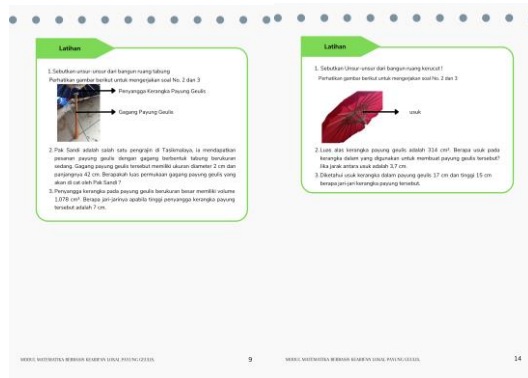 Latihan
1.Sebutkan unsur-unsur dari bangun ruang tabung
Perhatikan gambar berikut untuk mengerjakan soal No. 2 dan 3
Penyangga Kerangka Payung Geulis
Gagang Payung Geulis
2. Pak Sandi adalah salah satu pengrajin di Tasikmalaya, ia mendapatkan
pesanan payung geulis dengan gagang berbentuk tabung berukuran
sedang. Gagang payung geulis tersebut memiliki ukuran diameter 2 cm dan
panjangnya 42 cm. Berapakah luas permukaan gagang payung geulis yang
akan di cat oleh Pak Sandi ?
3. Penyangga kerangka pada payung geulis berukuran besar memiliki volume
1.078 cm³. Berapa jari-jarinya apabila tinggi penyangga kerangka payung
tersebut adalah 7 cm.
MODUL MATEMATIKA BERBASIS KEARIFAN LOKAL PAYUNG GEULIS
9
Latihan
1. Sebutkan Unsur-unsur dari bangun ruang kerucut !
Perhatikan gambar berikut untuk mengerjakan soal No. 2 dan 3
usuk
2. Luas alas kerangka payung geulis adalah 314 cm². Berapa usuk pada
kerangka dalam yang digunakan untuk membuat payung geulis tersebut?
Jika jarak antara usuk adalah 3,7 cm.
3. Diketahui usuk kerangka dalam payung geulis 17 cm dan tinggi 15 cm
berapa jari-jari kerangka payung tersebut.
MODUL MATEMATIKA BERBASIS KEARIFAN LOKAL PAYUNG GEULIS
14